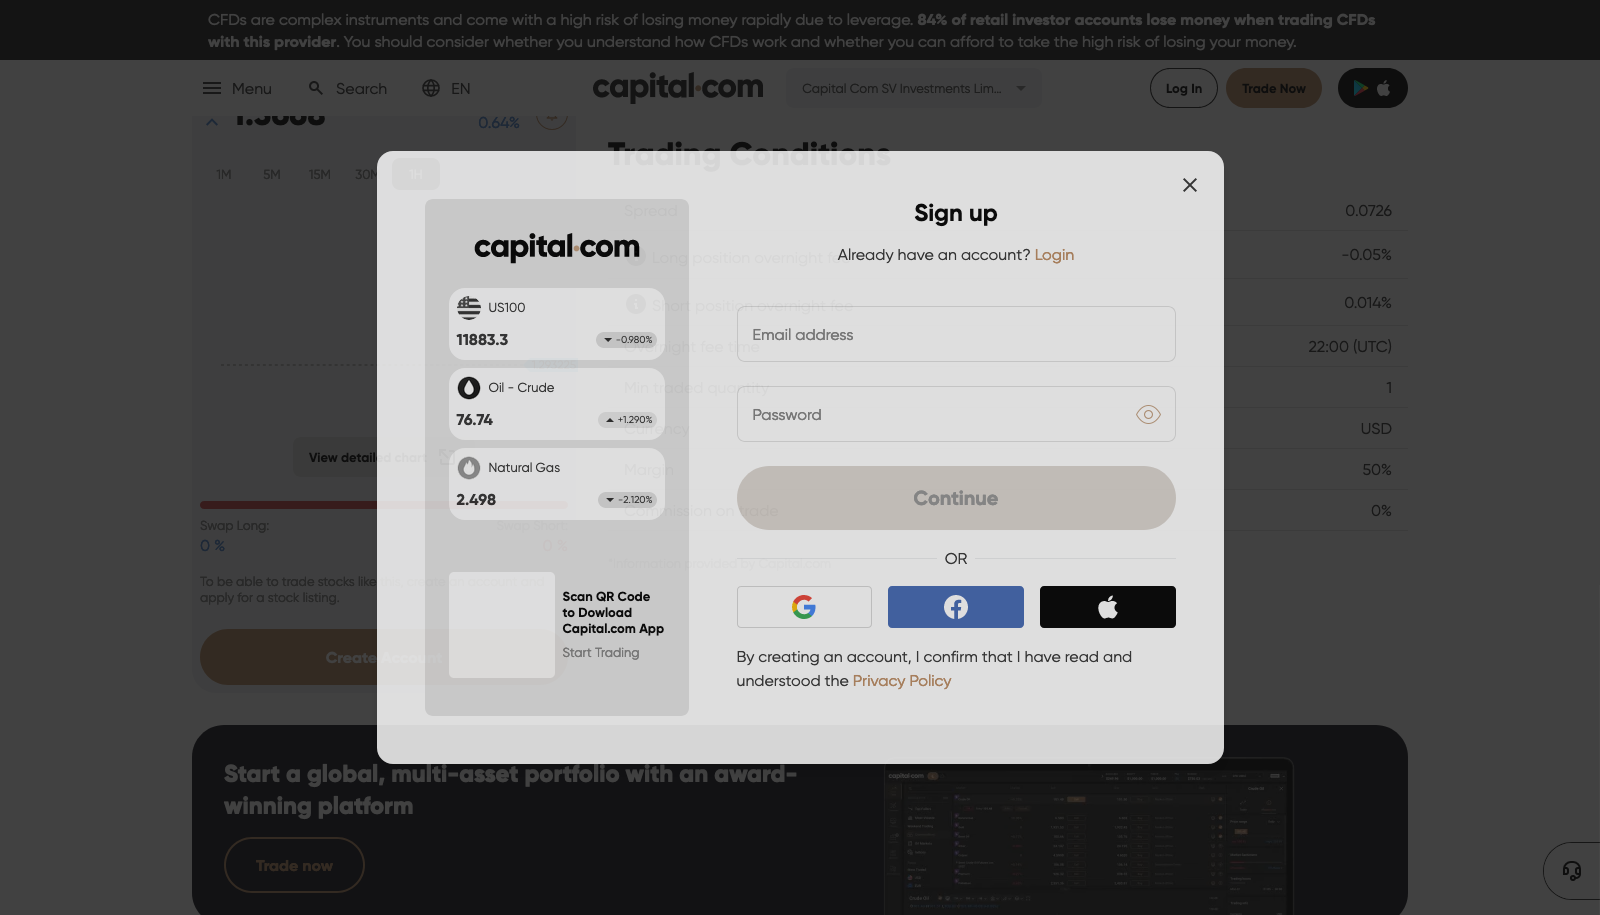 CFDs are complex instruments and come with a high risk of losing money rapidly due to leverage. 84% of retail investor accounts lose money when trading CFDs
with this provider. You should consider whether you understand how CFDs work and whether you can afford to take the high risk of losing your money.
Menu
Search
EN
capital.com
Capital Com SV Investments Lim...
Log In
Trade Now
0.64%
Trading Conditions
1M
5M
15M
30M
1H
Spread
0.0726
Long position overnight fee
-0.05%
Short position overnight fee
0.014%
Overnight fee time
22:00 (UTC)
Min traded quantity
1
Currency
USD
Margin
50%
Commission on trade
0%
*Information provided by Capital.com
View detailed chart
Swap Long:
0 %
0 %
To be able to trade stocks like
apply for a stock listing.
Create Account
Sign up
Already have an account? Login
Email address
Password
Continue
OR
By creating an account, I confirm that I have read and
understood the Privacy Policy
capital.com
US100
11883.3
-0.980%
Oil - Crude
76.74
+1.290%
Natural Gas
2.498
-2.120%
Scan QR Code
to Dowload
Capital.com App
Start Trading
Start a global, multi-asset portfolio with an award-
winning platform
Trade now
capital.com